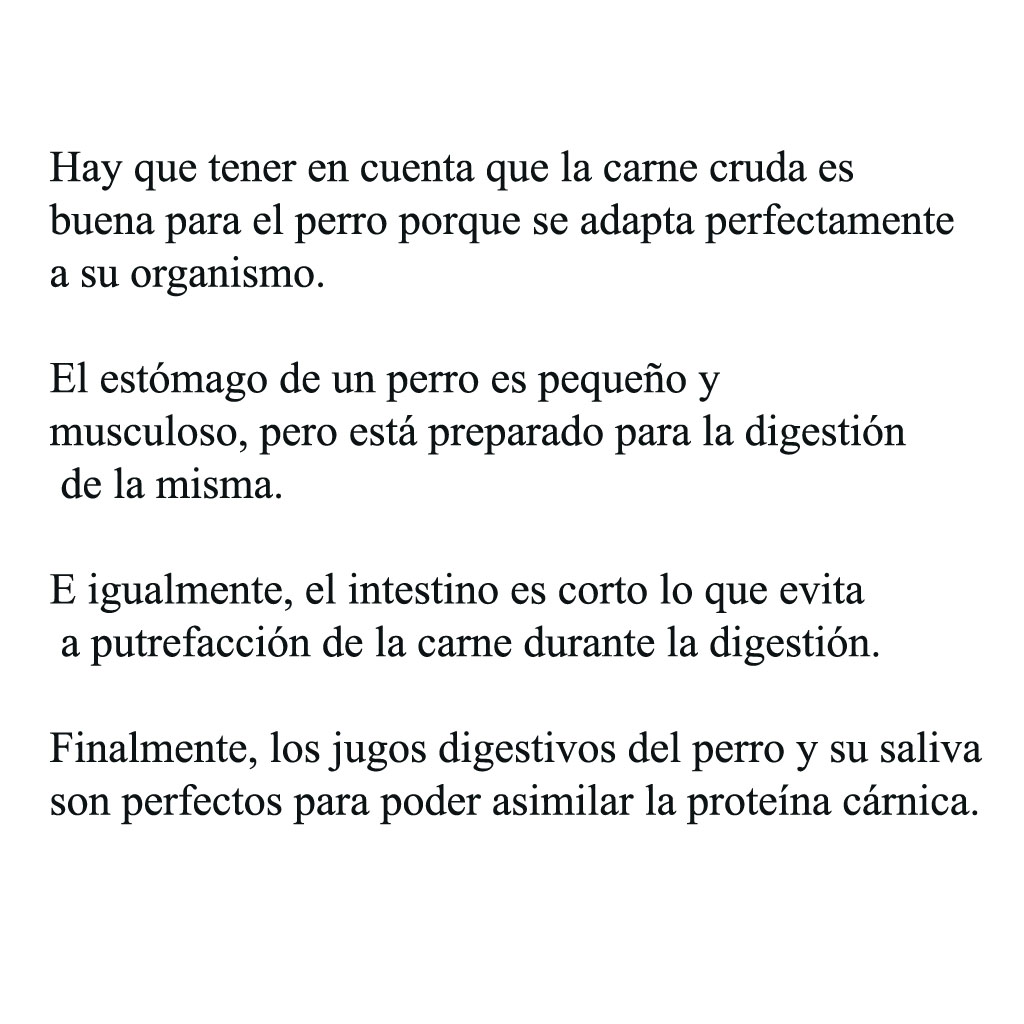 Hay que tener en cuenta que la carne cruda es
buena para el perro porque se adapta perfectamente
a su organismo.
El estómago de un perro es pequeño y
musculoso, pero está preparado para la digestión
de la misma.
E igualmente, el intestino es corto lo que evita
a putrefacción de la carne durante la digestión.
Finalmente, los jugos digestivos del perro y su saliva
son perfectos para poder asimilar la proteína cárnica.